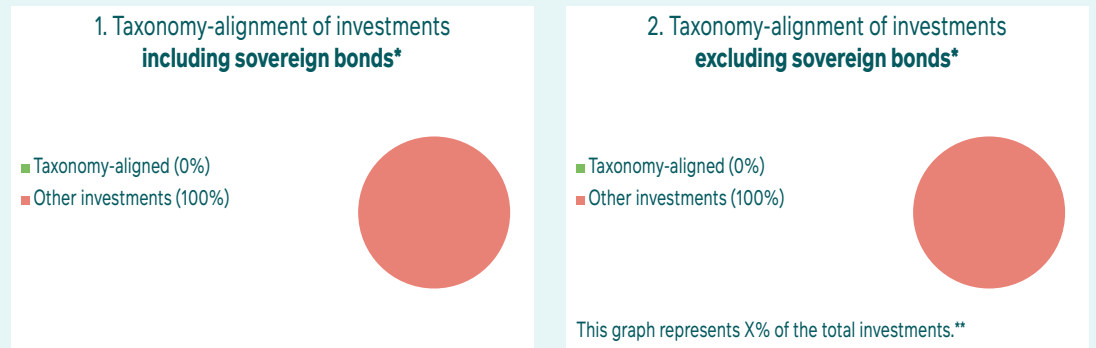 1. Taxonomy-alignment of investments
including sovereign bonds*
Taxonomy-aligned (0%)
Other investments (100%)
2. Taxonomy-alignment of investments
excluding sovereign bonds*
Taxonomy-aligned (0%)
Other investments (100%)
This graph represents X% of the total investments.**